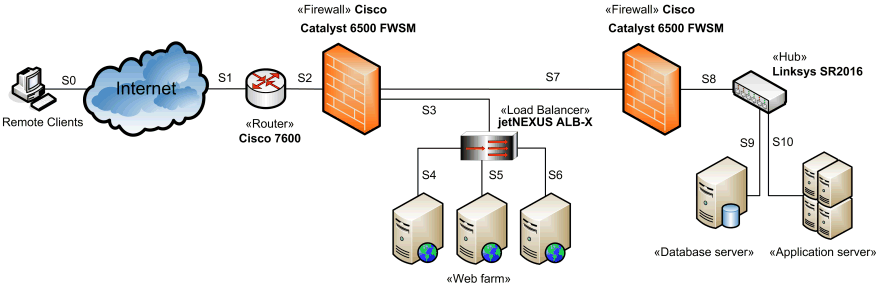 «Firewall» Cisco
Catalyst 6500 FWSM
«Firewall» Cisco
Catalyst 6500 FWSM
«Hub»
Linksys SR2016
S0
Internet
S1
S2
S7
S8
Remote Clients
«Router»
Cisco 7600
S3
«Load Balancer»
jetNEXUS ALB-X
S4
S5
S6
S9
S10
«Web farm»
«Database server»
«Application server»